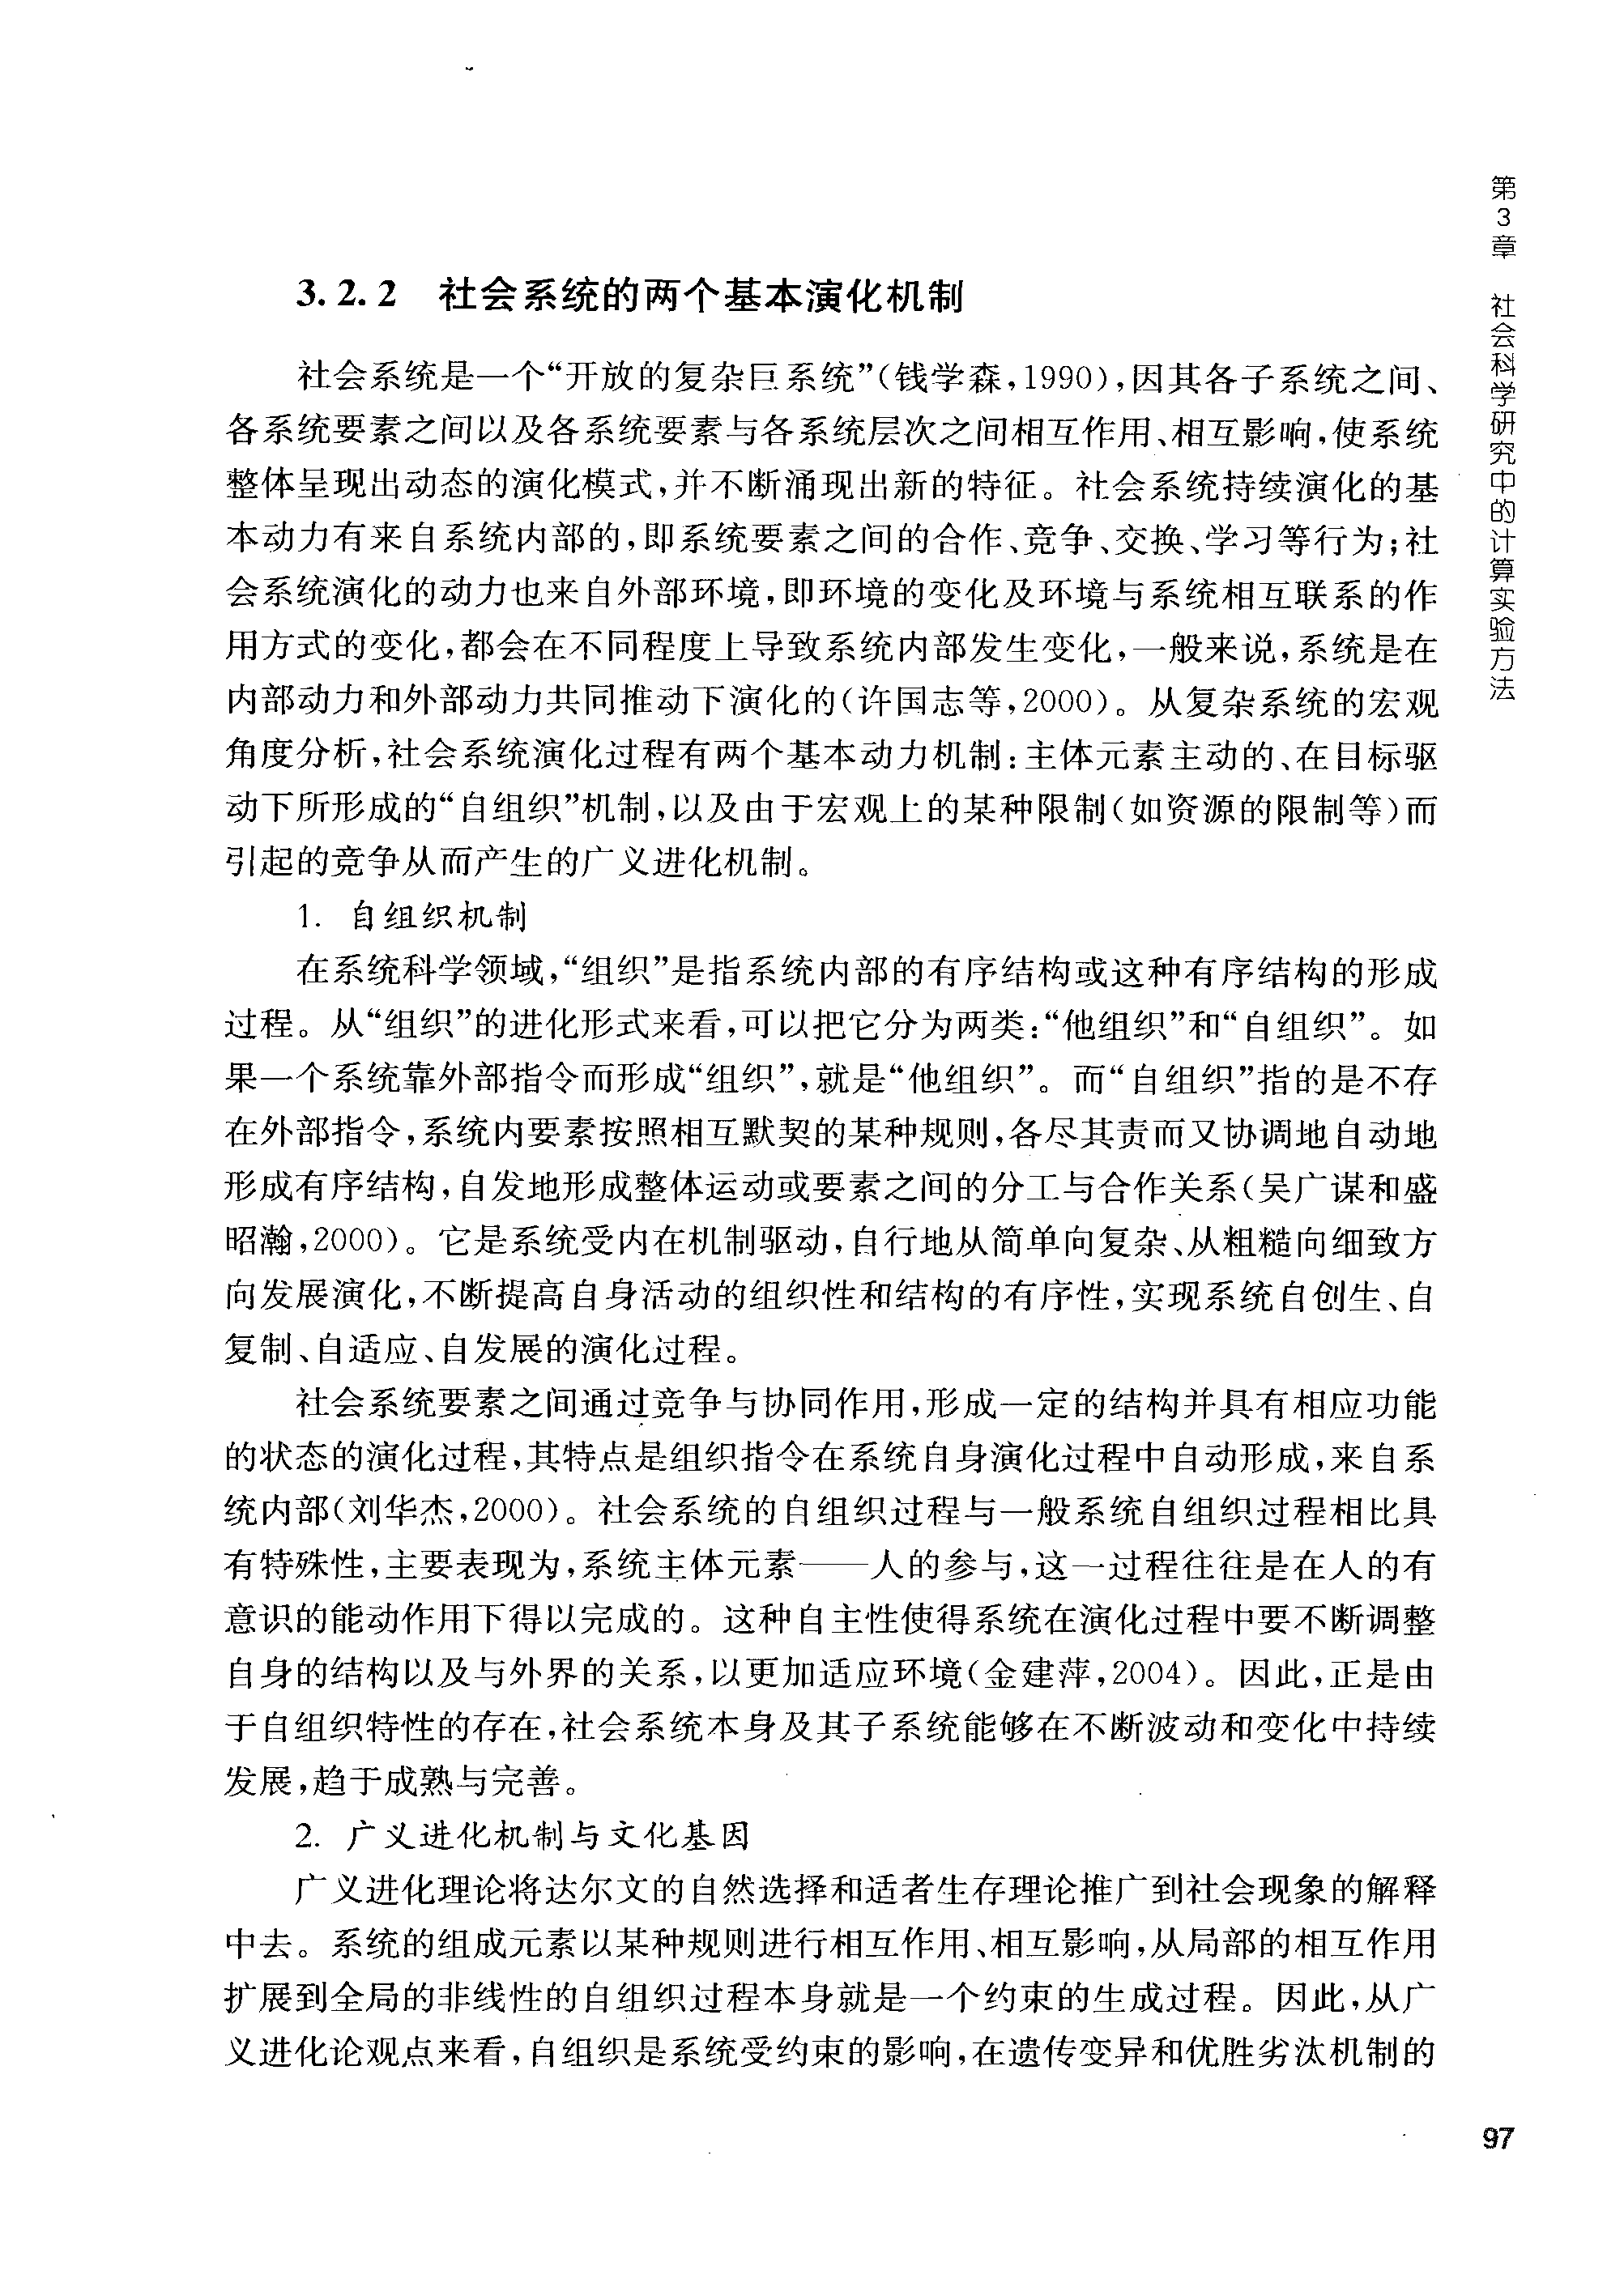 第3章 社会科学研究中的计算实验方法
3.2.2 社会系统的两个基本演化机制
社会系统是一个“开放的复杂巨系统”(钱学森,1990),因其各子系统之间、
各系统要素之间以及各系统要素与各系统层次之间相互作用、相互影响,使系统
整体呈现出动态的演化模式,并不断涌现出新的特征。社会系统持续演化的基
本动力有来自系统内部的,即系统要素之间的合作、竞争、交换、学习等行为;社
会系统演化的动力也来自外部环境,即环境的变化及环境与系统相互联系的作
用方式的变化,都会在不同程度上导致系统内部发生变化,一般来说,系统是在
内部动力和外部动力共同推动下演化的(许国志等,2000)。从复杂系统的宏观
角度分析,社会系统演化过程有两个基本动力机制:主体元素主动的、在目标驱
动下所形成的“自组织”机制,以及由于宏观上的某种限制(如资源的限制等)而
引起的竞争从而产生的广义进化机制。
1. 自组织机制
在系统科学领域,“组织”是指系统内部的有序结构或这种有序结构的形成
过程。从“组织”的进化形式来看,可以把它分为两类:“他组织”和“自组织”。如
果一个系统靠外部指令而形成“组织”,就是“他组织”。而“自组织”指的是不存
在外部指令,系统内要素按照相互默契的某种规则,各尽其责而又协调地自动地
形成有序结构,自发地形成整体运动或要素之间的分工与合作关系(吴广谋和盛
昭瀚,2000)。它是系统受内在机制驱动,自行地从简单向复杂、从粗糙向细致方
向发展演化,不断提高自身活动的组织性和结构的有序性,实现系统自创生、自
复制、自适应、自发展的演化过程。
社会系统要素之间通过竞争与协同作用,形成一定的结构并具有相应功能
的状态的演化过程,其特点是组织指令在系统自身演化过程中自动形成,来自系
统内部(刘华杰,2000)。社会系统的自组织过程与一般系统自组织过程相比具
有特殊性,主要表现为,系统主体元素——人的参与,这一过程往往是在人的有
意识的能动作用下得以完成的。这种自主性使得系统在演化过程中要不断调整
自身的结构以及与外界的关系,以更加适应环境(金建萍,2004)。因此,正是由
于自组织特性的存在,社会系统本身及其子系统能够在不断波动和变化中持续
发展,趋于成熟与完善。
2. 广义进化机制与文化基因
广义进化理论将达尔文的自然选择和适者生存理论推广到社会现象的解释
中去。系统的组成元素以某种规则进行相互作用、相互影响,从局部的相互作用
扩展到全局的非线性的自组织过程本身就是一个约束的生成过程。因此,从广
义进化论观点来看,自组织是系统受约束的影响,在遗传变异和优胜劣汰机制的
97